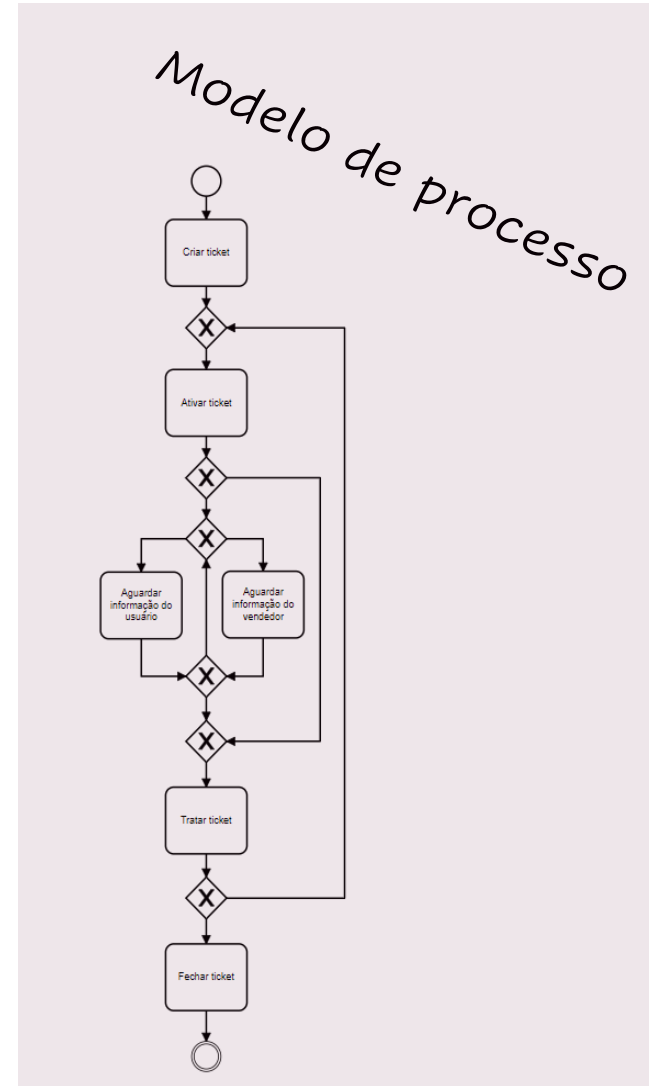 Modelo de processo
Criar ticket
X
Ativar ticket
X
X
Aguardar
informação do
usuário
Aguardar
informação do
vendedor
X
X
Tratar ticket
X
Fechar ticket